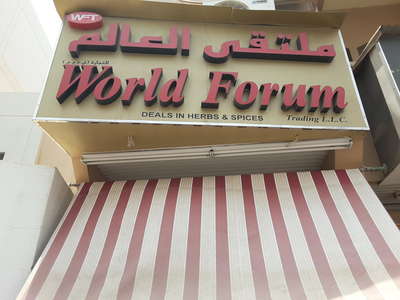 WFT
ملتقى العالم
World Forum
DEALS IN HERBS & SPICES
Trading L.L.C.